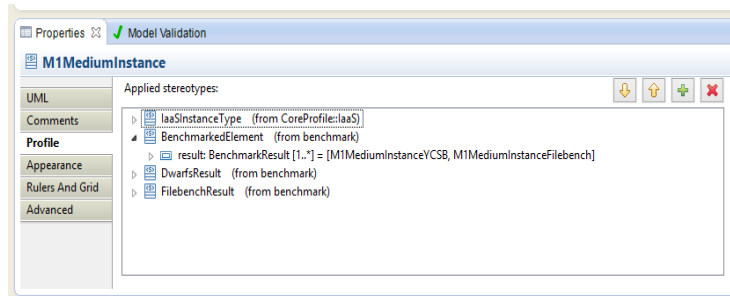 Properties Model Validation
M1MediumInstance
UML
Comments
Profile
Appearance
Rulers And Grid
Advanced
Applied stereotypes:
IaaSInstanceType (from CoreProfile::IaaS)
BenchmarkedElement (from benchmark)
result: BenchmarkResult [1..*] = [M1MediumInstanceYCSB, M1MediumInstanceFilebench]
DwarfsResult (from benchmark)
FilebenchResult (from benchmark)